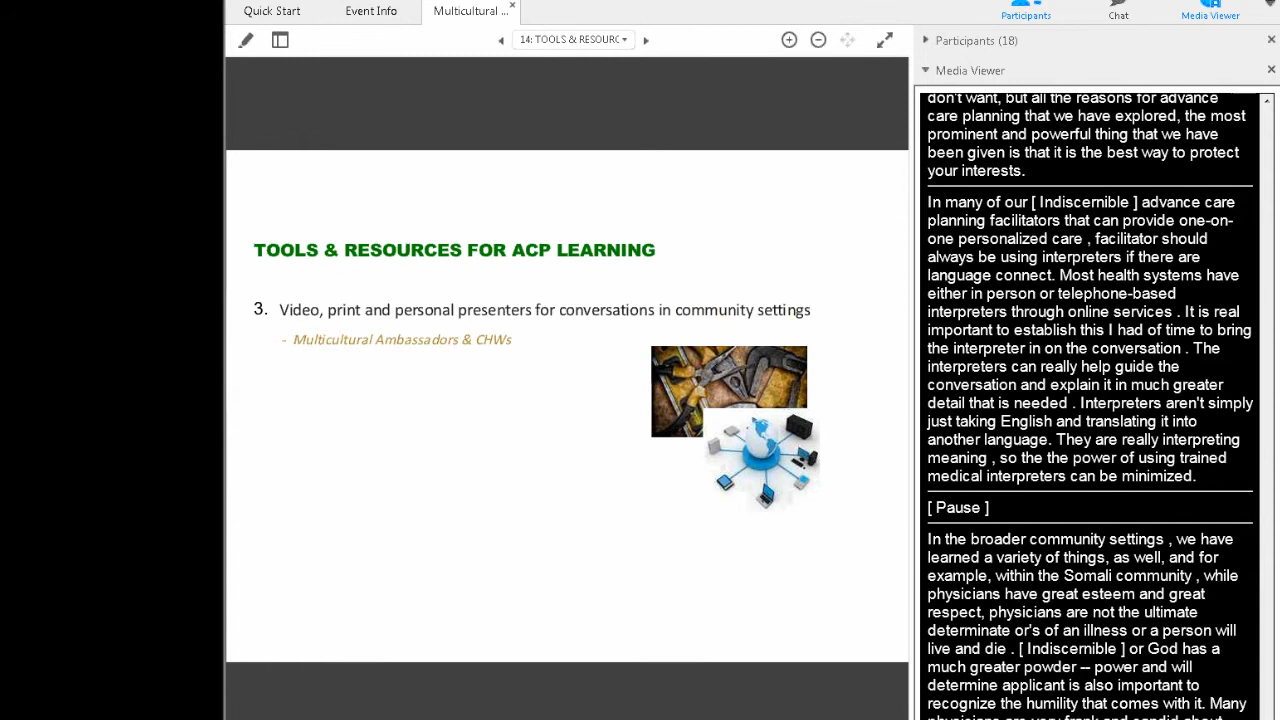 Quick Start
Event Info
Multicultural ...
Participants
Chat
Media Viewer
14: TOOLS & RESOURC
Participants (18)
Media Viewer
TOOLS & RESOURCES FOR ACP LEARNING
3. Video, print and personal presenters for conversations in community settings
- Multicultural Ambassadors & CHWs
don't want, but all the reasons for advance
care planning that we have explored, the most
prominent and powerful thing that we have
been given is that it is the best way to protect
your interests.
In many of our [ Indiscernible ] advance care
planning facilitators that can provide one-on-
one personalized care , facilitator should
always be using interpreters if there are
language connect. Most health systems have
either in person or telephone-based
interpreters through online services . It is real
important to establish this I had of time to bring
the interpreter in on the conversation . The
interpreters can really help guide the
conversation and explain it in much greater
detail that is needed . Interpreters aren't simply
just taking English and translating it into
another language. They are really interpreting
meaning , so the the power of using trained
medical interpreters can be minimized.
[ Pause ]
In the broader community settings , we have
learned a variety of things, as well, and for
example, within the Somali community , while
physicians have great esteem and great
respect, physicians are not the ultimate
determinate or's of an illness or a person will
live and die . [ Indiscernible ] or God has a
much greater powder -- power and will
determine applicant is also important to
recognize the humility that comes with it. Many
physicians are very frank and candid about